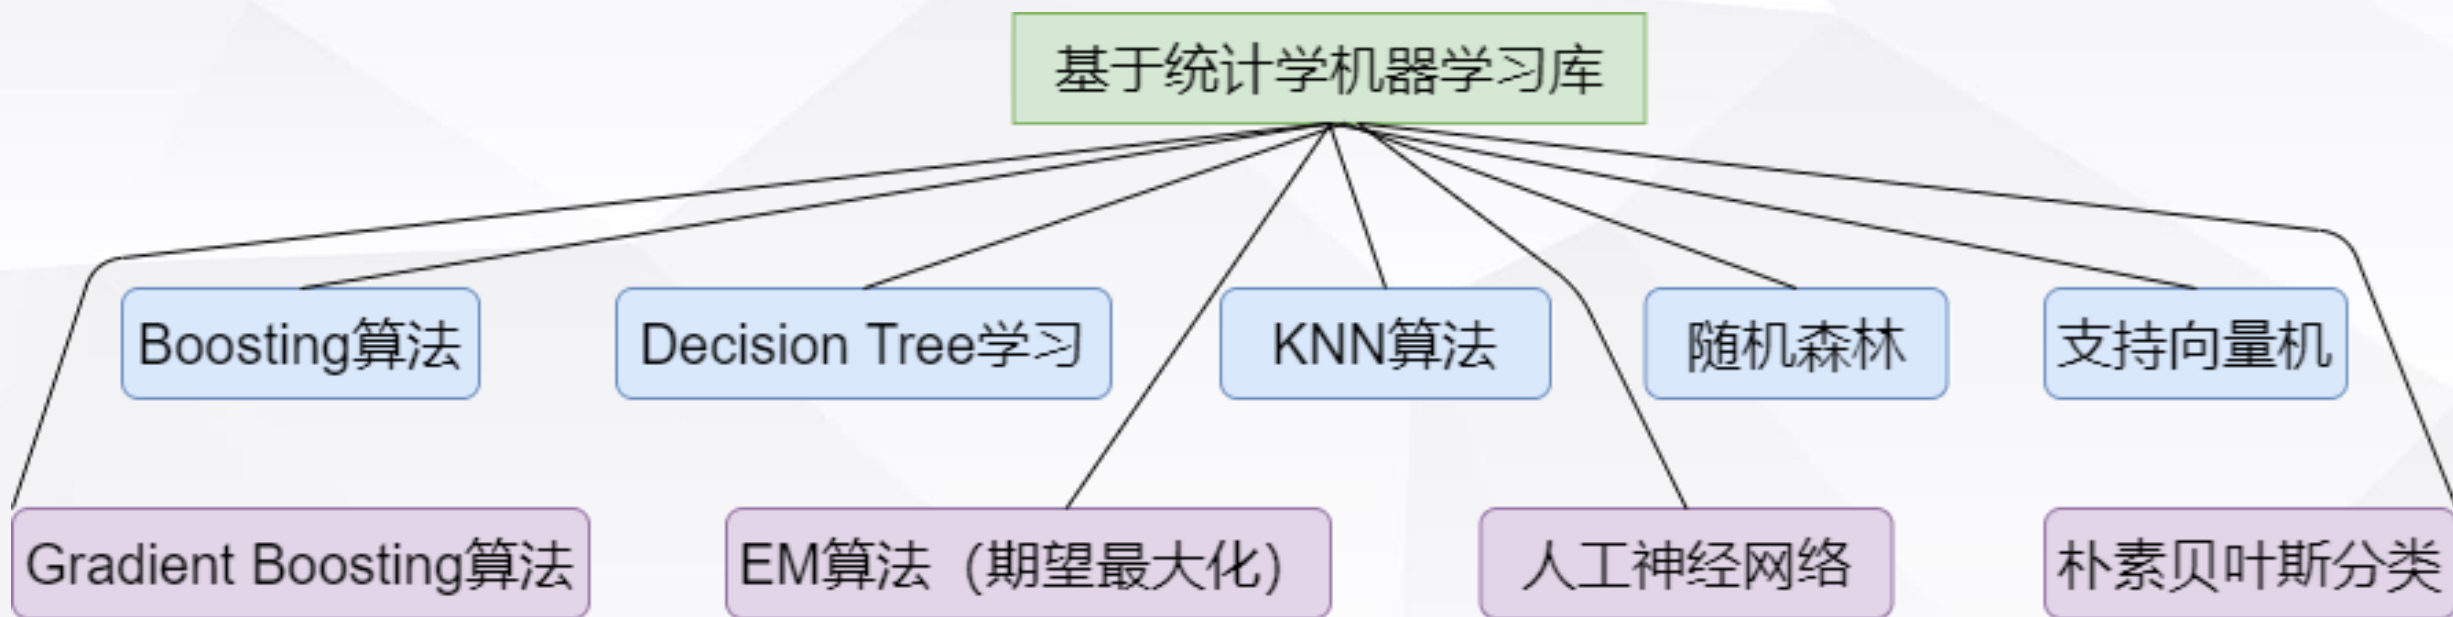 基于统计学机器学习库
Boosting算法
Decision Tree学习
KNN算法
随机森林
支持向量机
Gradient Boosting算法
EM算法（期望最大化）
人工神经网络
朴素贝叶斯分类